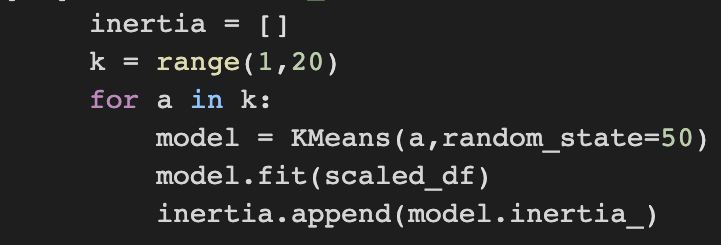 inertia = []
k = range(1,20)
for a in k:
model = KMeans(a,random_state=50)
model.fit(scaled_df)
inertia.append(model.inertia_)